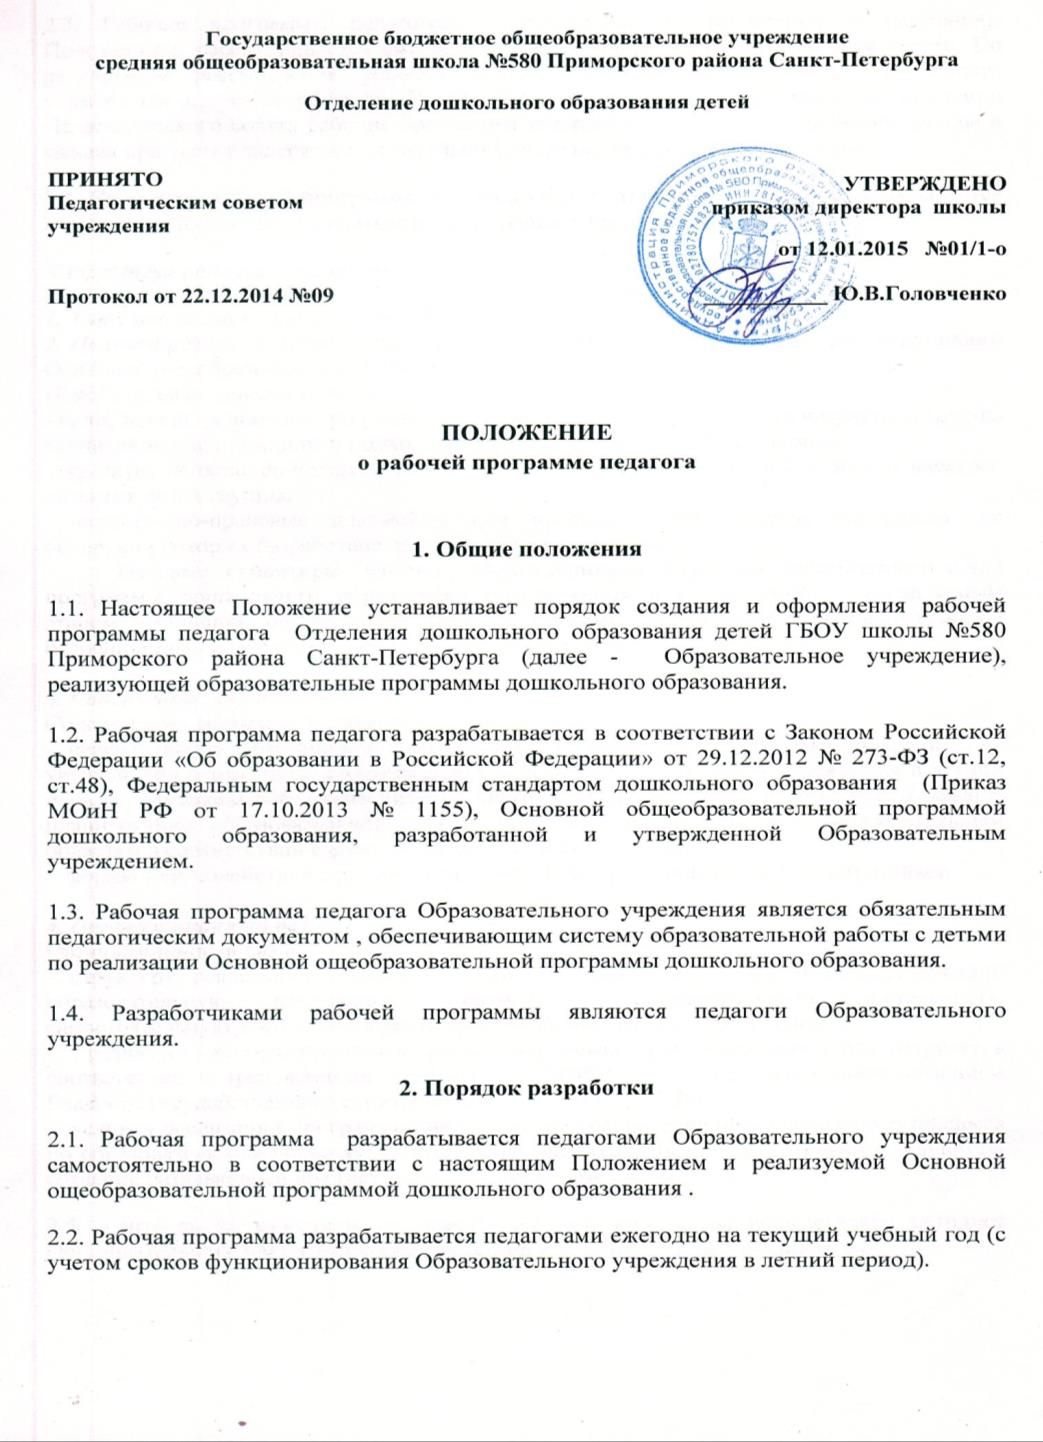 Государственное бюджетное общеобразовательное учреждение
средняя общеобразовательная школа №580 Приморского района Санкт-Петербурга
Отделение дошкольного образования детей
ПРИНЯТО
Педагогическим советом
учреждения
Протокол от 22.12.2014 №09
УТВЕРЖДЕНО
приказом директора школы
от 12.01.2015 №01/1-о
Ю.В.Головченко
ПОЛОЖЕНИЕ
о рабочей программе педагога
1. Общие положения
1.1. Настоящее Положение устанавливает порядок создания и оформления рабочей
программы педагога Отделения дошкольного образования детей ГБОУ школы №580
Приморского района Санкт-Петербурга (далее - Образовательное учреждение),
реализующей образовательные программы дошкольного образования.
1.2. Рабочая программа педагога разрабатывается в соответствии с Законом Российской
Федерации «Об образовании в Российской Федерации» от 29.12.2012 № 273-ФЗ (ст.12,
ст.48), Федеральным государственным стандартом дошкольного образования (Приказ
МОиН РФ от 17.10.2013 № 1155), Основной общеобразовательной программой
дошкольного образования, разработанной и утвержденной Образовательным
учреждением.
1.3. Рабочая программа педагога Образовательного учреждения является обязательным
педагогическим документом , обеспечивающим систему образовательной работы с детьми
по реализации Основной ощеобразовательной программы дошкольного образования.
1.4. Разработчиками рабочей программы являются педагоги Образовательного
учреждения.
2. Порядок разработки
2.1. Рабочая программа разрабатывается педагогами Образовательного учреждения
самостоятельно в соответствии с настоящим Положением и реализуемой Основной
ощеобразовательной программой дошкольного образования .
2.2. Рабочая программа разрабатывается педагогами ежегодно на текущий учебный год (с
учетом сроков функционирования Образовательного учреждения в летний период).